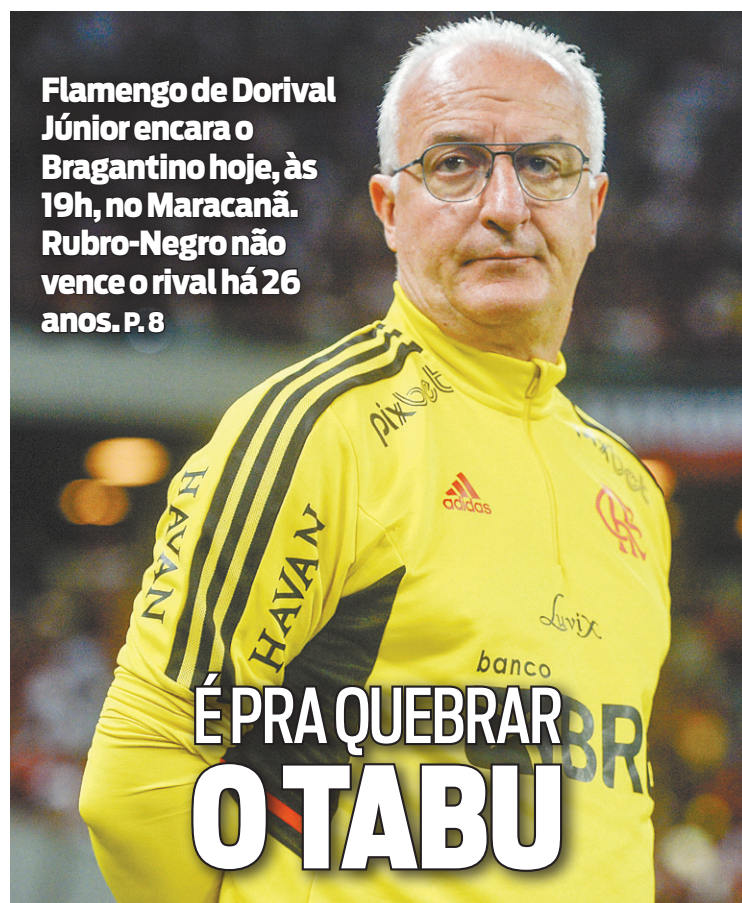 Flamengo de Dorival
Júnior encara o
Bragantino hoje, às
19h, no Maracanã.
Rubro-Negro não
vence o rival há 26
anos. P. 8
pixbet
adidas
HAVAN
HAVAN
Luvix
banco
BR
É PRA QUEBRAR
O TABU